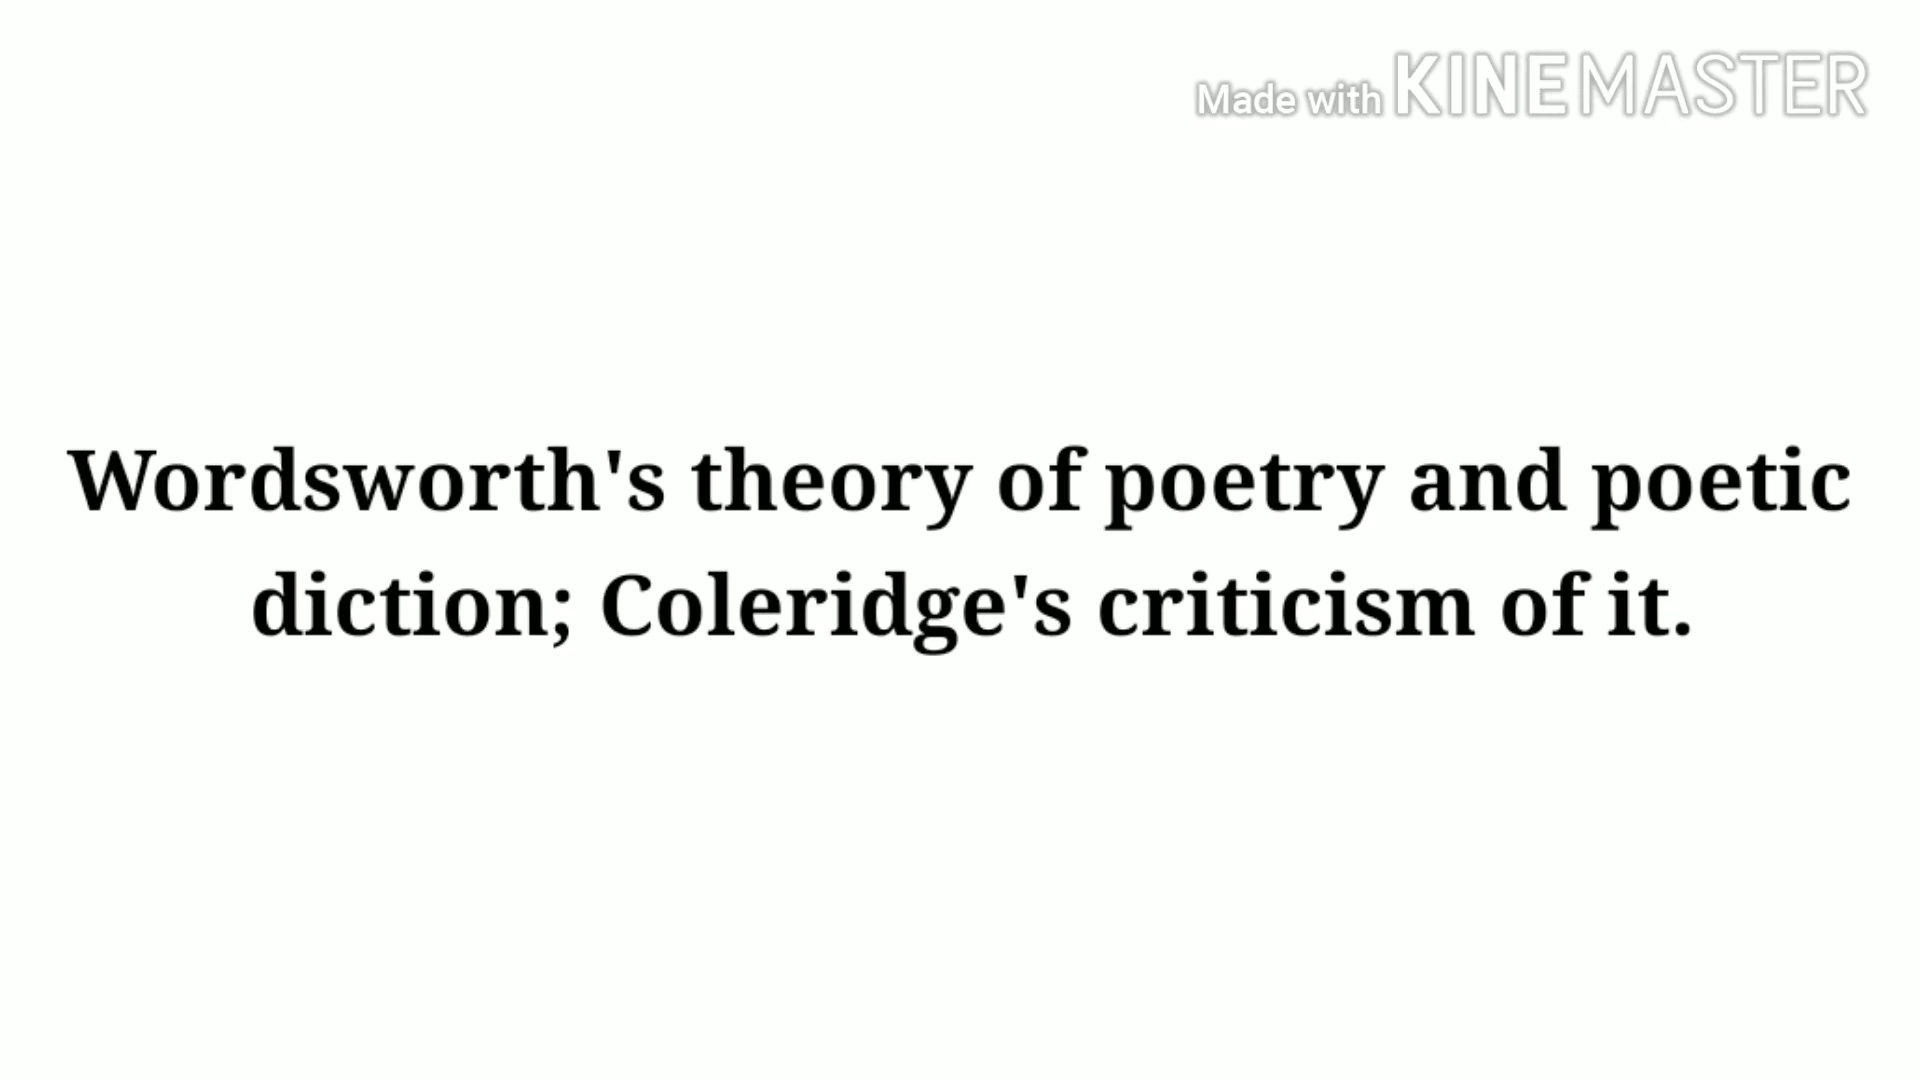 Made with KINEMASTER
Wordsworth's theory of poetry and poetic
diction; Coleridge's criticism of it.